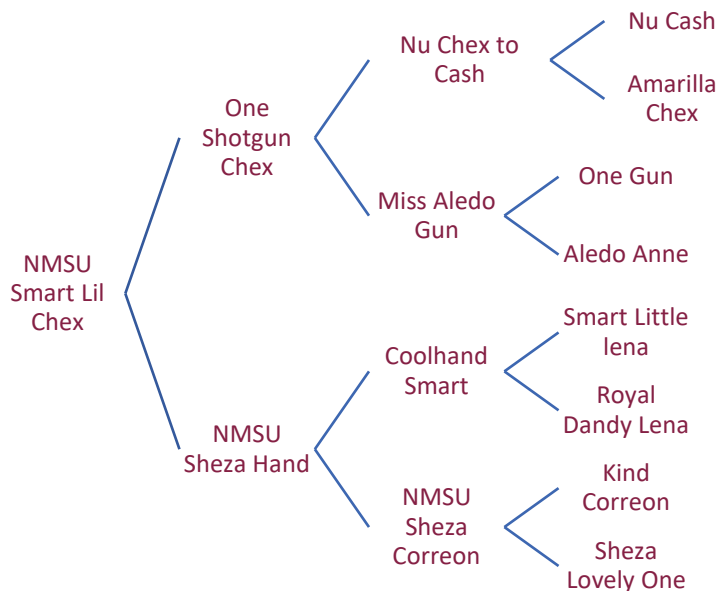 NMSU
Smart Lil
Chex
One
Shotgun
Chex
NMSU
Sheza Hand
Nu Chex to
Cash
Miss Aledo
Gun
Coolhand
Smart
NMSU
Sheza
Correon
Nu Cash
Amarilla
Chex
One Gun
Aledo Anne
Smart Little
lena
Royal
Dandy Lena
Kind
Correon
Sheza
Lovely One